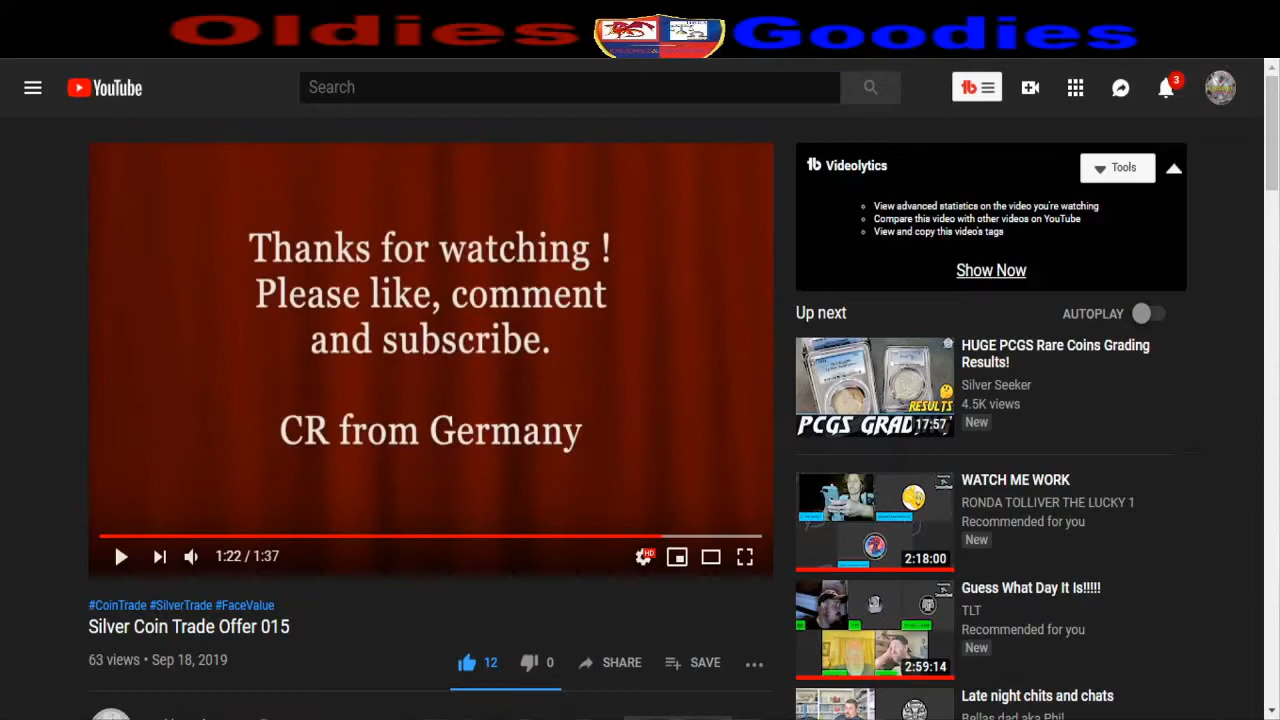 Oldies Goodies
YouTube
Search
3
Thanks for watching !
Please like, comment
and subscribe.
CR from Germany
1:22 / 1:37
HD
#CoinTrade #SilverTrade #FaceValue
Silver Coin Trade Offer 015
63 views • Sep 18, 2019
12
0
SHARE
SAVE
Videolytics
Tools
View advanced statistics on the video you're watching
Compare this video with other videos on YouTube
View and copy this video's tags
Show Now
Up next
AUTOPLAY
RESULTS
PCGS GRAD
17:57
HUGE PCGS Rare Coins Grading
Results!
Silver Seeker
4.5K views
New
2:18:00
WATCH ME WORK
RONDA TOLLIVER THE LUCKY 1
Recommended for you
New
2:59:14
Guess What Day It Is!!!!!
TLT
Recommended for you
New
Late night chits and chats
Bellas dad aka Phil